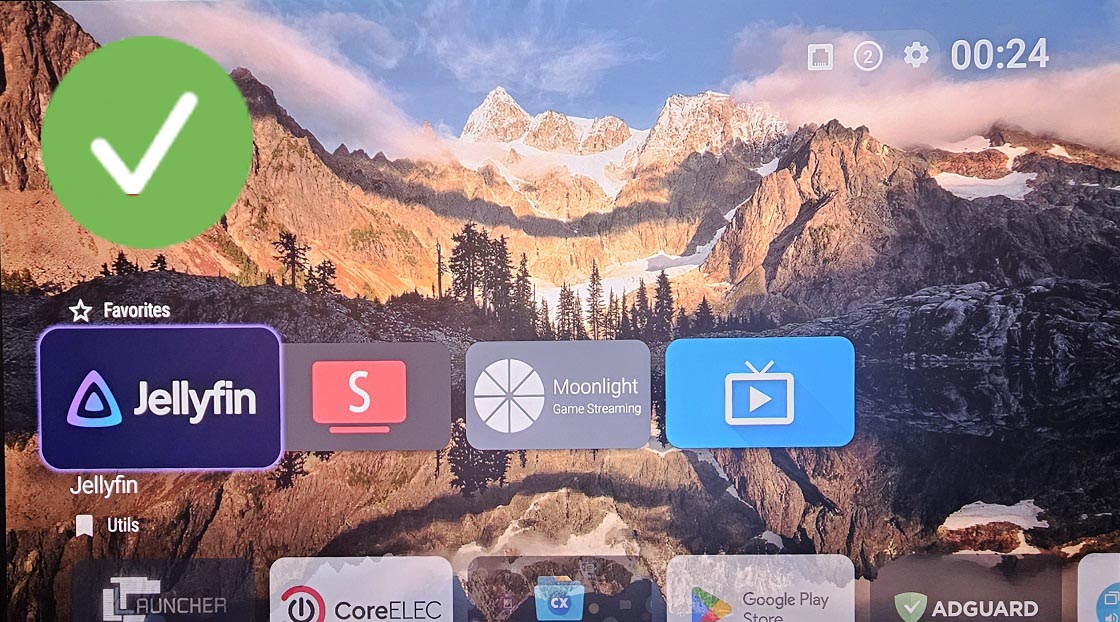 2
00:24
Favorites
Jellyfin
S
Moonlight
Game Streaming
Jellyfin
Utils
LAUNCHER
CoreELEC
CX
Google Play
Store
ADGUARD